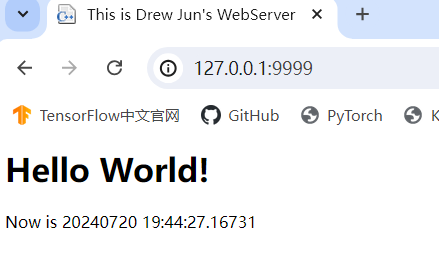 This is Drew Jun's WebServer
127.0.0.1:9999
TensorFlow中文官网 GitHub PyTorch K
Hello World!
Now is 20240720 19:44:27.16731